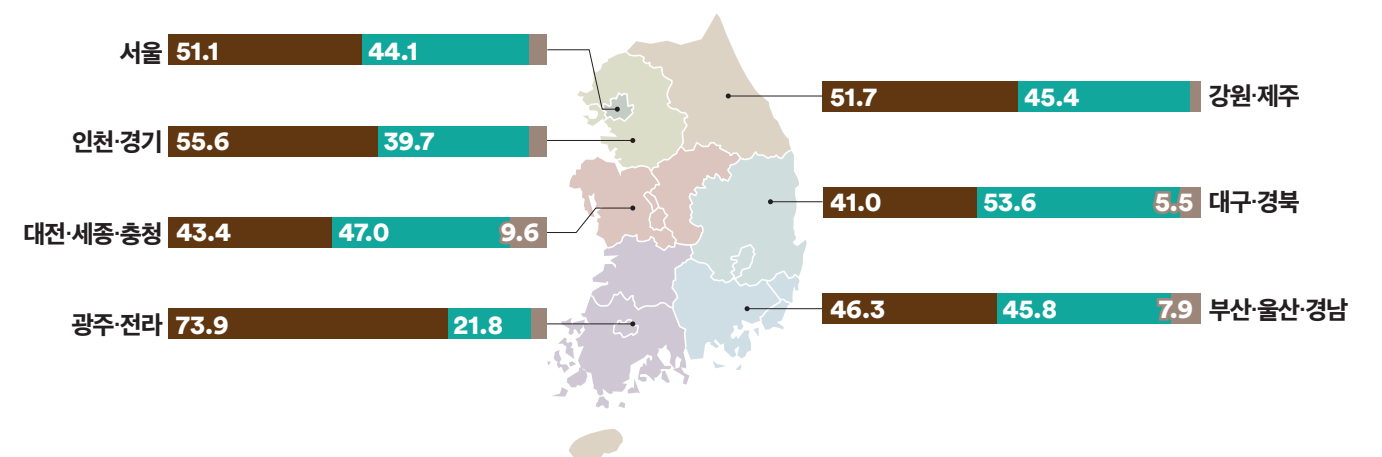 서울 51.1 44.1
인천·경기 55.6 39.7
대전·세종·충청 43.4 47.0 9.6
광주·전라 73.9 21.8
51.7 45.4 강원·제주
41.0 53.6 5.5 대구·경북
46.3 45.8 7.9 부산·울산·경남